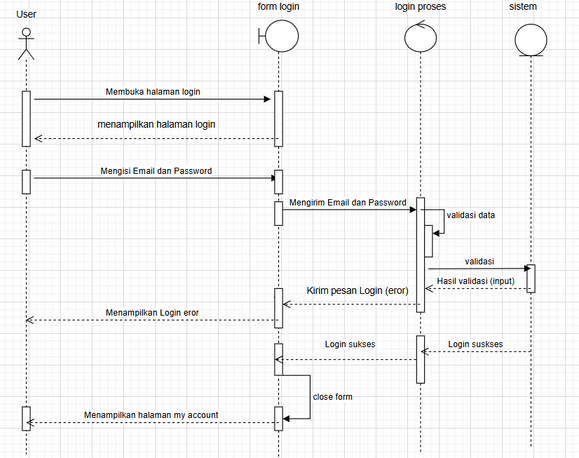 User
form login
login proses
sistem
Membuka halaman login
menampilkan halaman login
Mengisi Email dan Password
Mengirim Email dan Password
validasi data
validasi
Hasil validasi (input)
Kirim pesan Login (eror)
Menampilkan Login eror
Login sukses
Login suskses
close form
Menampilkan halaman my account